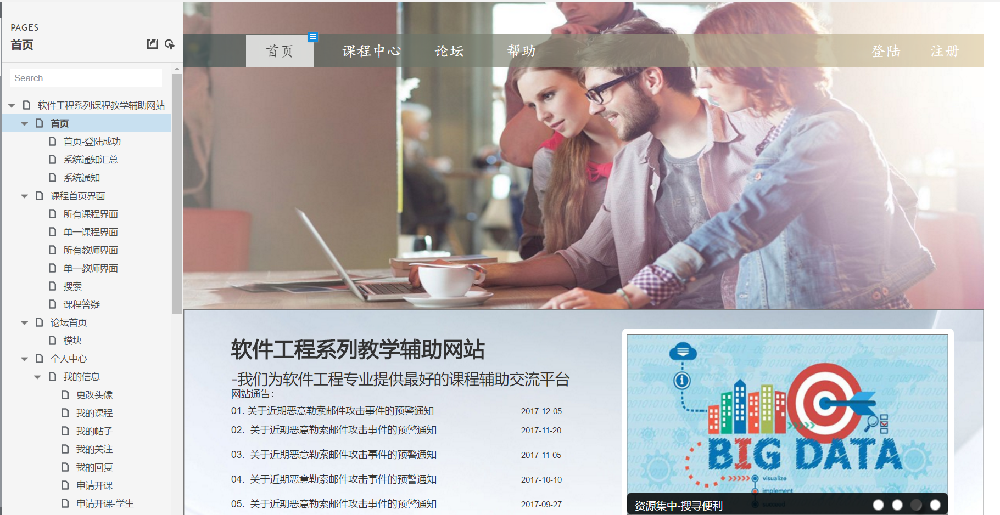 PAGES
首页
Search
软件工程系列课程教学辅助网站
首页
首页-登陆成功
系统通知汇总
系统通知
课程首页界面
所有课程界面
单一课程界面
所有教师界面
单一教师界面
搜索
课程答疑
论坛首页
模块
个人中心
我的信息
更改头像
我的课程
我的帖子
我的关注
我的回复
申请开课
申请开课-学生
首页 课程中心 论坛 帮助 登陆 注册
软件工程系列教学辅助网站
-我们为软件工程专业提供最好的课程辅助交流平台
网站通告：
01. 关于近期恶意勒索邮件攻击事件的预警通知 2017-12-05
02. 关于近期恶意勒索邮件攻击事件的预警通知 2017-11-20
03. 关于近期恶意勒索邮件攻击事件的预警通知 2017-11-05
04. 关于近期恶意勒索邮件攻击事件的预警通知 2017-10-10
05. 关于近期恶意勒索邮件攻击事件的预警通知 2017-09-27
BIG DATA
visualize
implement
succeed
资源集中-搜寻便利